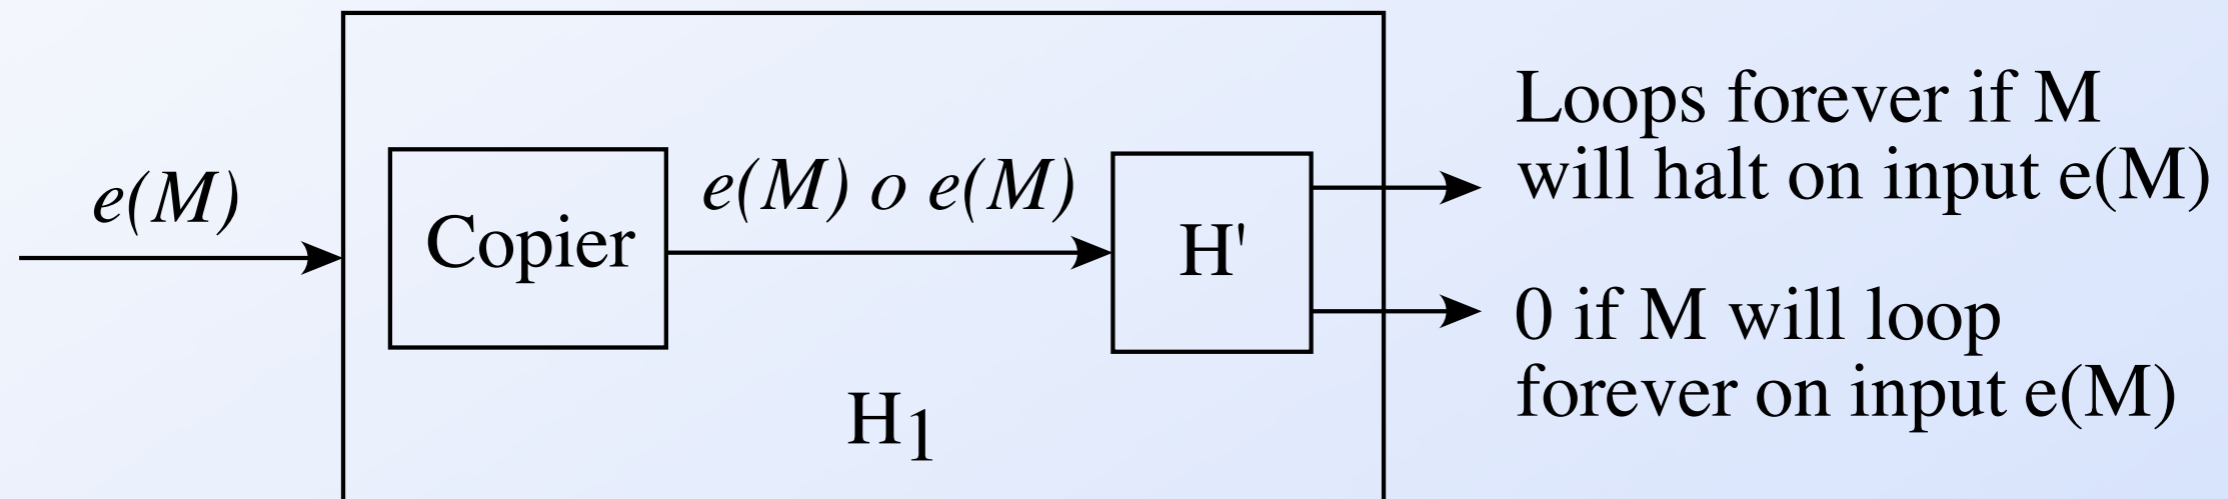 e(M)
Copier
e(M) o e(M)
H'
H1
Loops forever if M
will halt on input e(M)
0 if M will loop
forever on input e(M)